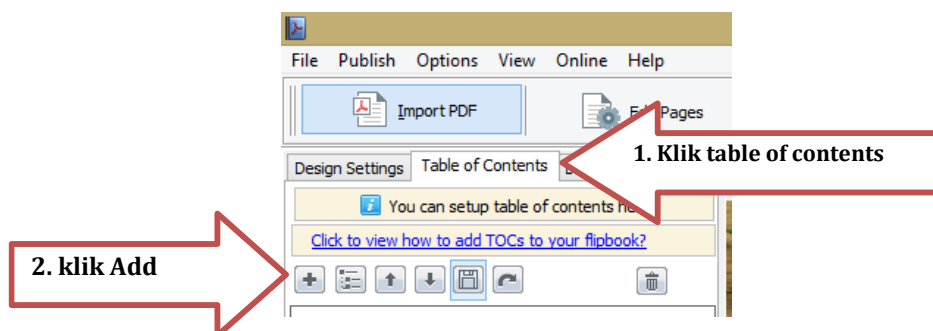 File Publish Options View Online Help
Import PDF Pages
1. Klik table of contents
Design Settings Table of Contents
You can setup table of contents
Click to view how to add TOCs to your flipbook?
2. klik Add